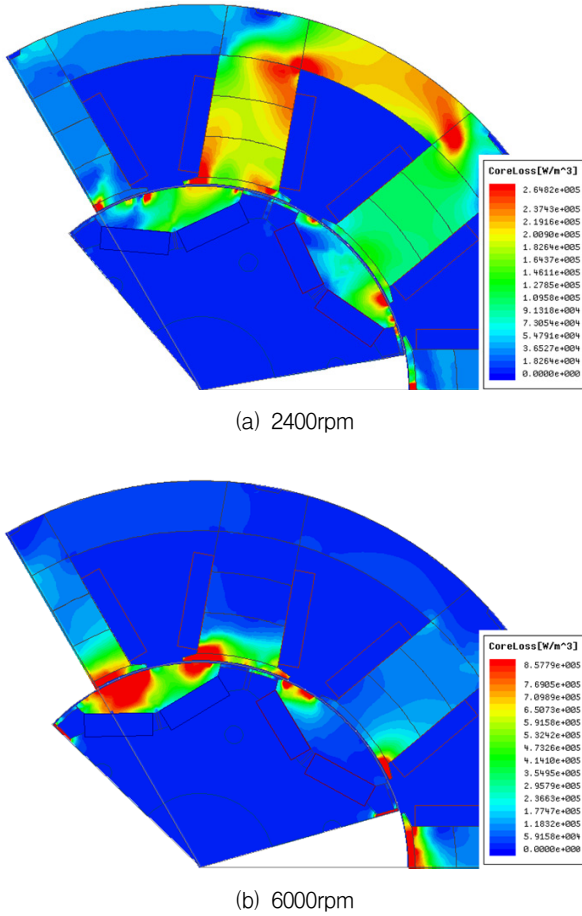 CoreLoss[W/m^3]
2.6482e+005
2.3743e+005
2.1916e+005
2.0090e+005
1.8264e+005
1.6437e+005
1.4611e+005
1.2785e+005
1.0958e+005
9.1318e+004
7.3054e+004
5.4791e+004
3.6527e+004
1.8264e+004
0.0000e+000
(a) 2400rpm
CoreLoss[W/m^3]
8.5779e+005
7.6905e+005
7.0989e+005
6.5073e+005
5.9158e+005
5.3242e+005
4.7326e+005
4.1410e+005
3.5495e+005
2.9579e+005
2.3663e+005
1.7747e+005
1.1832e+005
5.9158e+004
0.0000e+000
(b) 6000rpm